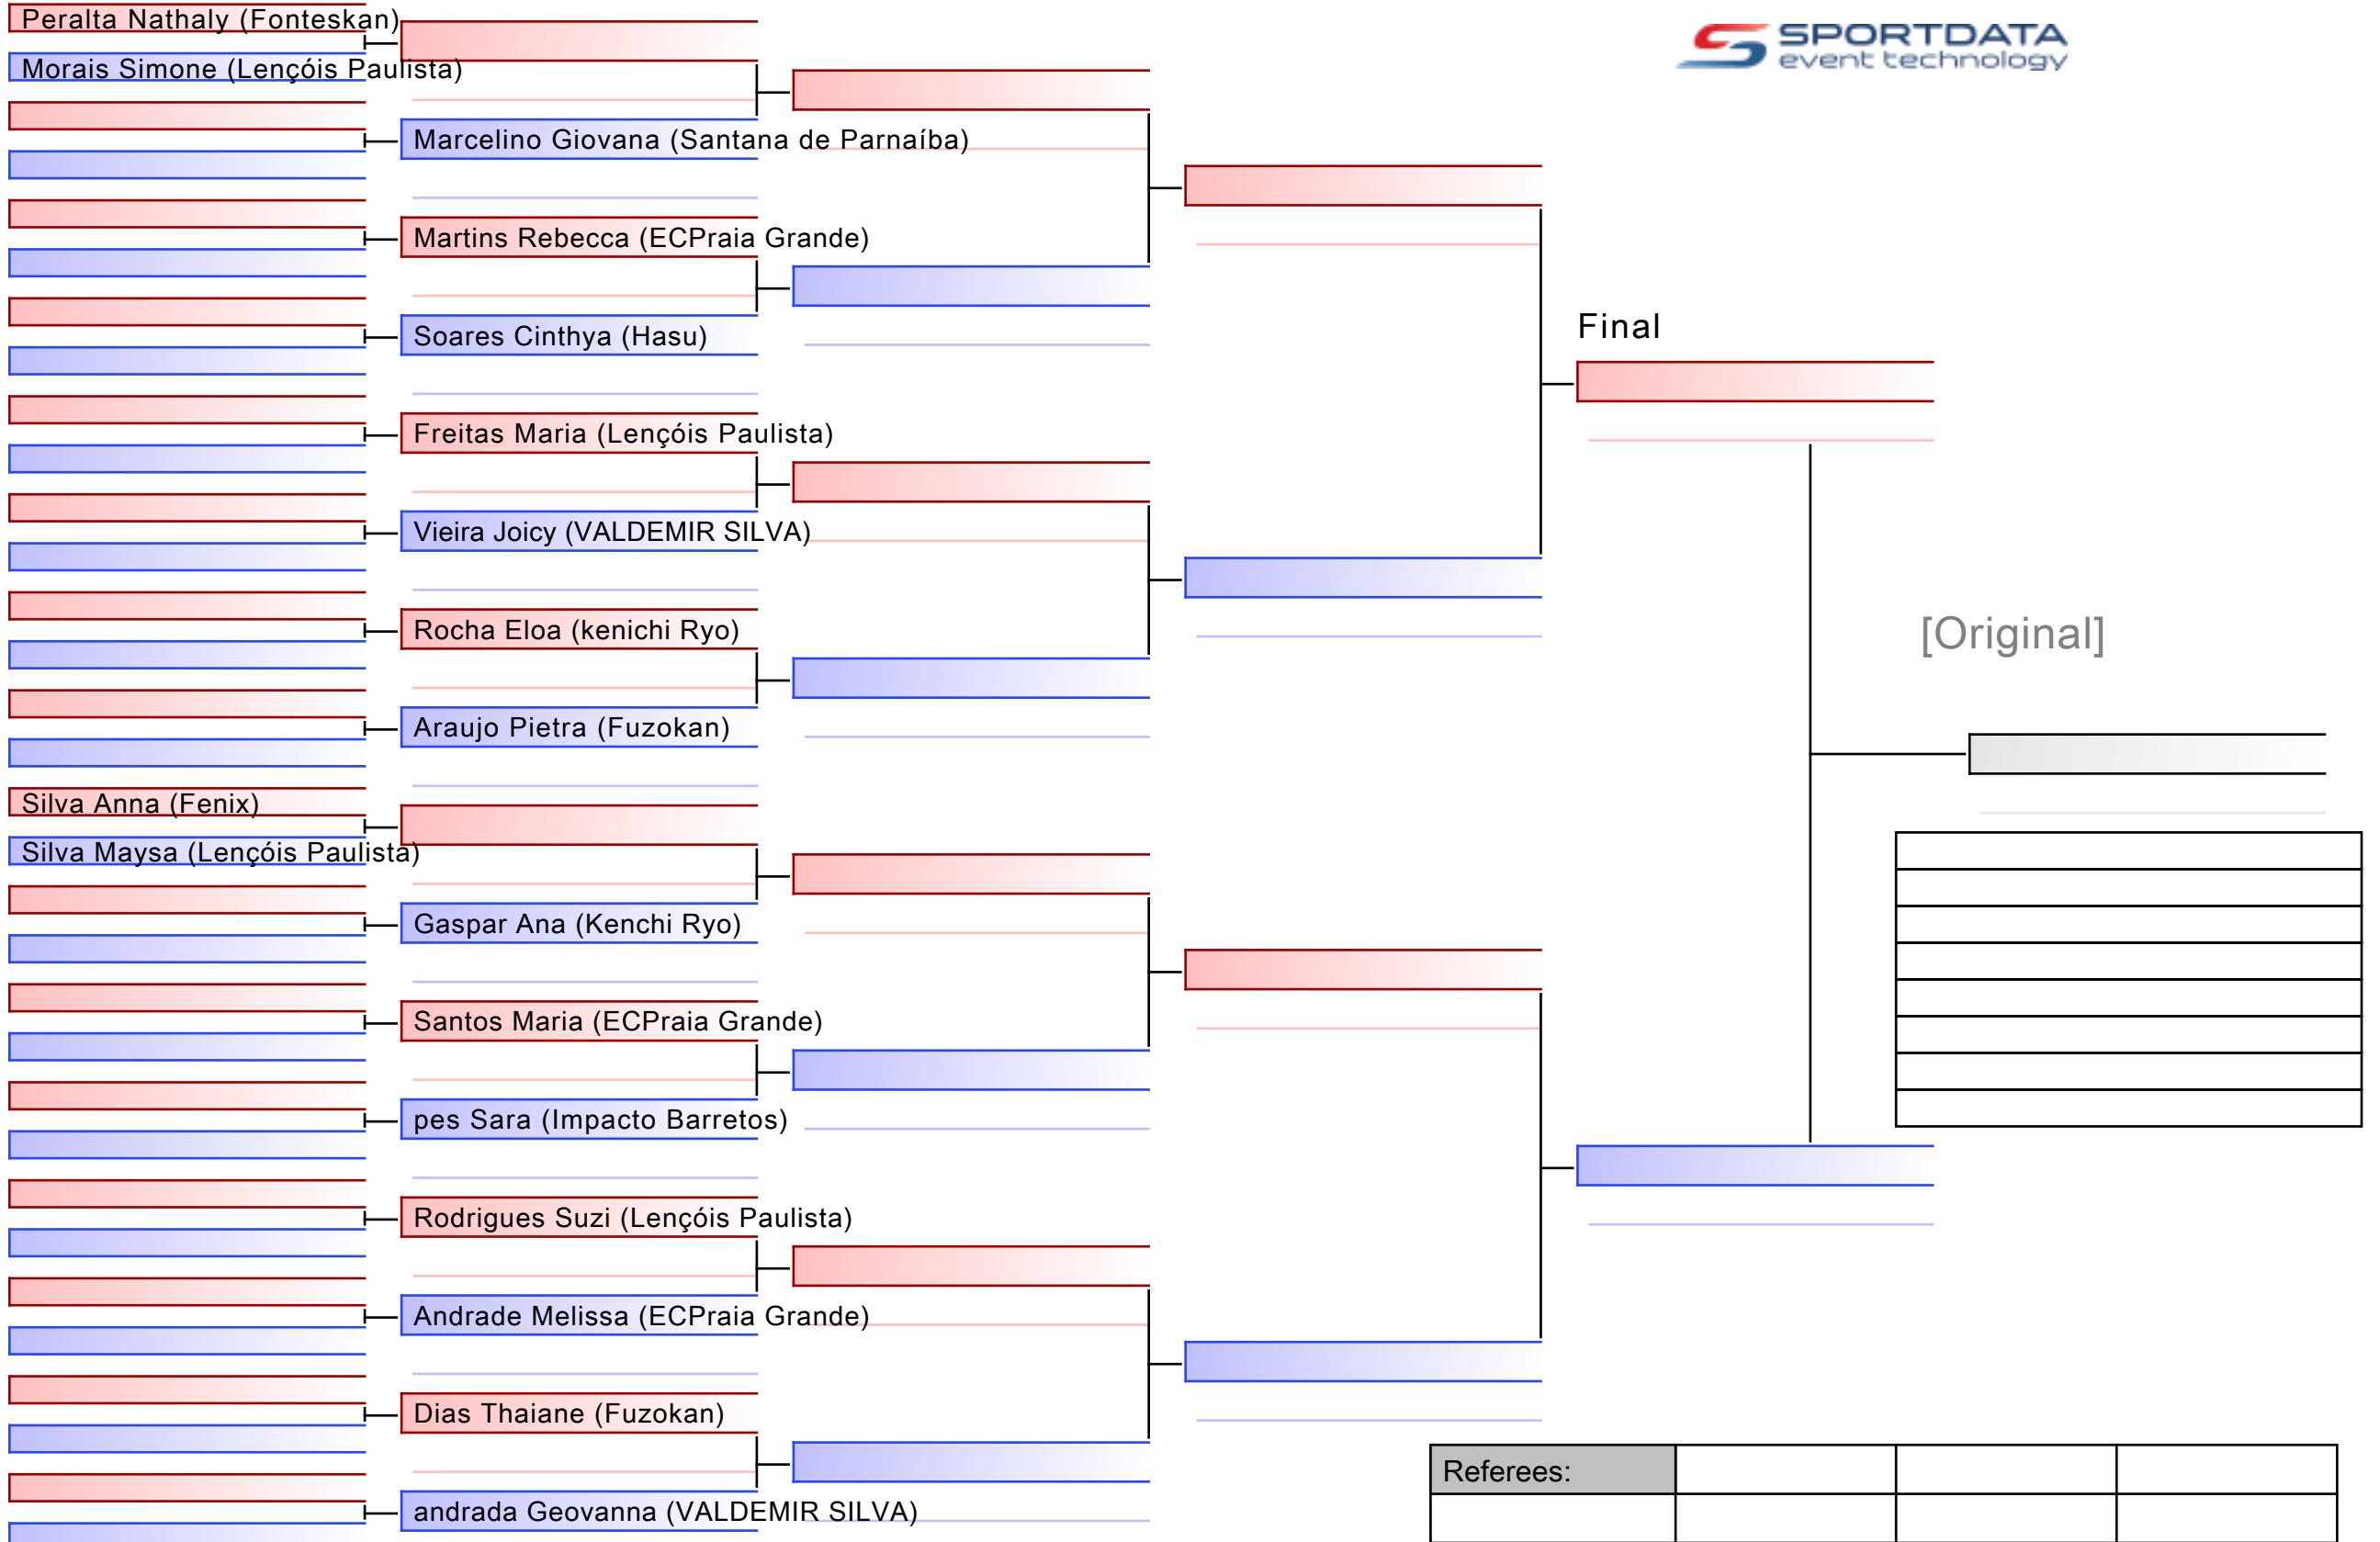 Peralta Nathaly (Fonteskan)
Morais Simone (Lençóis Paulista)
SPORTDATA
event technology
Marcelino Giovana (Santana de Parnaíba)
Martins Rebecca (ECPraia Grande)
Soares Cinthya (Hasu)
Final
Freitas Maria (Lençóis Paulista)
Vieira Joicy (VALDEMIR SILVA)
Rocha Eloa (kenichi Ryo)
[Original]
Araujo Pietra (Fuzokan)
Silva Anna (Fenix)
Silva Maysa (Lençóis Paulista)
Gaspar Ana (Kenchi Ryo)
Santos Maria (ECPraia Grande)
pes Sara (Impacto Barretos)
Rodrigues Suzi (Lençóis Paulista)
Andrade Melissa (ECPraia Grande)
Dias Thaiane (Fuzokan)
Referees:
andrada Geovanna (VALDEMIR SILVA)